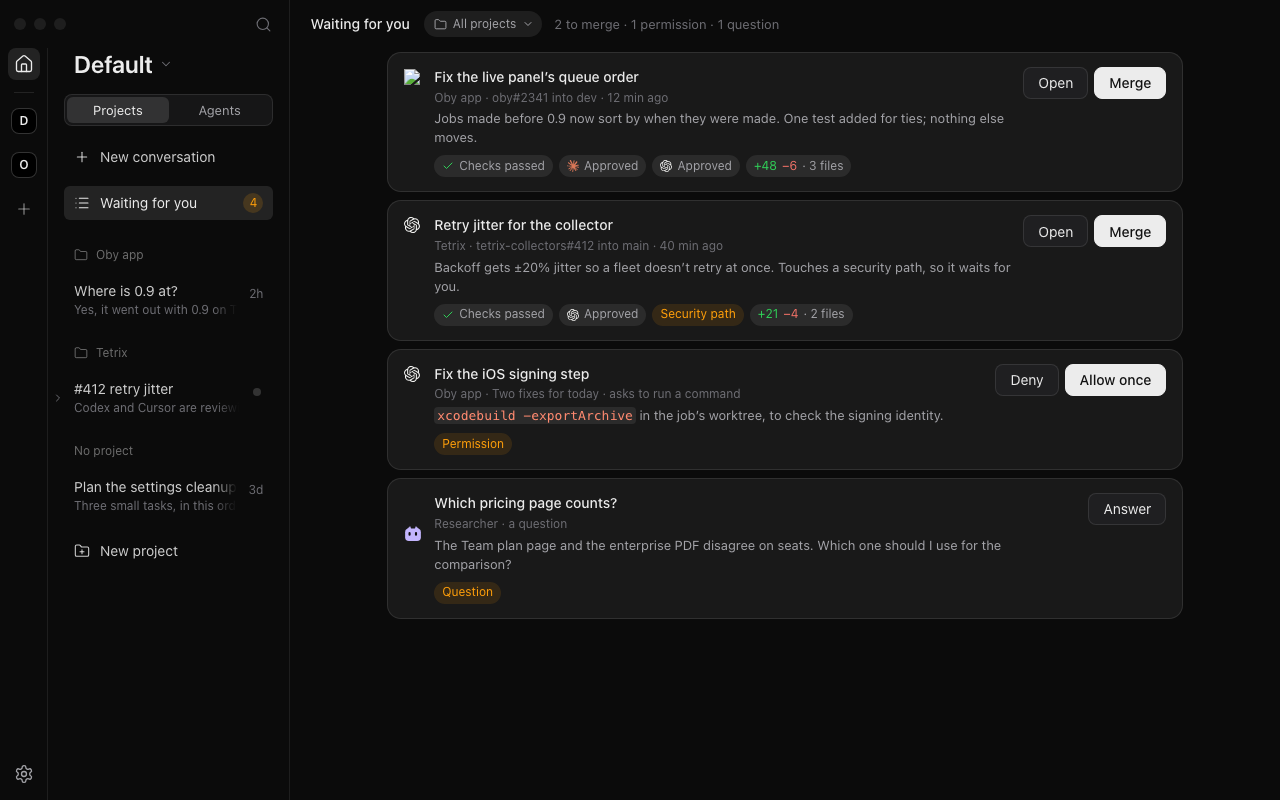 Waiting for you
All projects
2 to merge · 1 permission · 1 question
Default
Projects
Agents
D
O
New conversation
Waiting for you
4
Oby app
Where is 0.9 at?
2h
Yes, it went out with 0.9 on
Tetrix
#412 retry jitter
Codex and Cursor are review
No project
Plan the settings cleanup
3d
Three small tasks, in this ord
New project
Fix the live panel’s queue order
Oby app · oby#2341 into dev · 12 min ago
Jobs made before 0.9 now sort by when they were made. One test added for ties; nothing else
moves.
Checks passed
Approved
Approved
+48 −6 · 3 files
Open
Merge
Retry jitter for the collector
Tetrix · tetrix-collectors#412 into main · 40 min ago
Backoff gets ±20% jitter so a fleet doesn’t retry at once. Touches a security path, so it waits for
you.
Checks passed
Approved
Security path
+21 −4 · 2 files
Open
Merge
Fix the iOS signing step
Oby app · Two fixes for today · asks to run a command
xcodebuild −exportArchive in the job’s worktree, to check the signing identity.
Permission
Deny
Allow once
Which pricing page counts?
Researcher · a question
The Team plan page and the enterprise PDF disagree on seats. Which one should I use for the
comparison?
Question
Answer